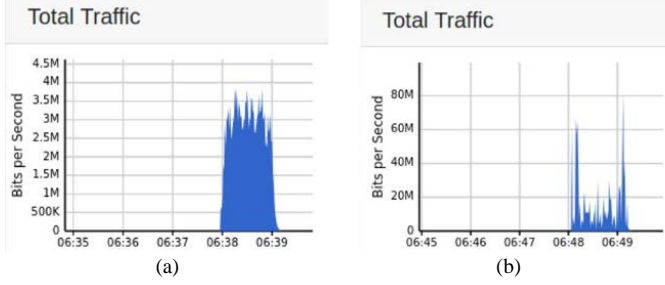 Total Traffic
4.5M
4M
3.5M
3M
2.5M
2M
1.5M
1M
500K
0
Bits per Second
06:35 06:36 06:37 06:38 06:39
(a)
Total Traffic
80M
60M
40M
20M
0
Bits per Second
06:45 06:46 06:47 06:48 06:49
(b)